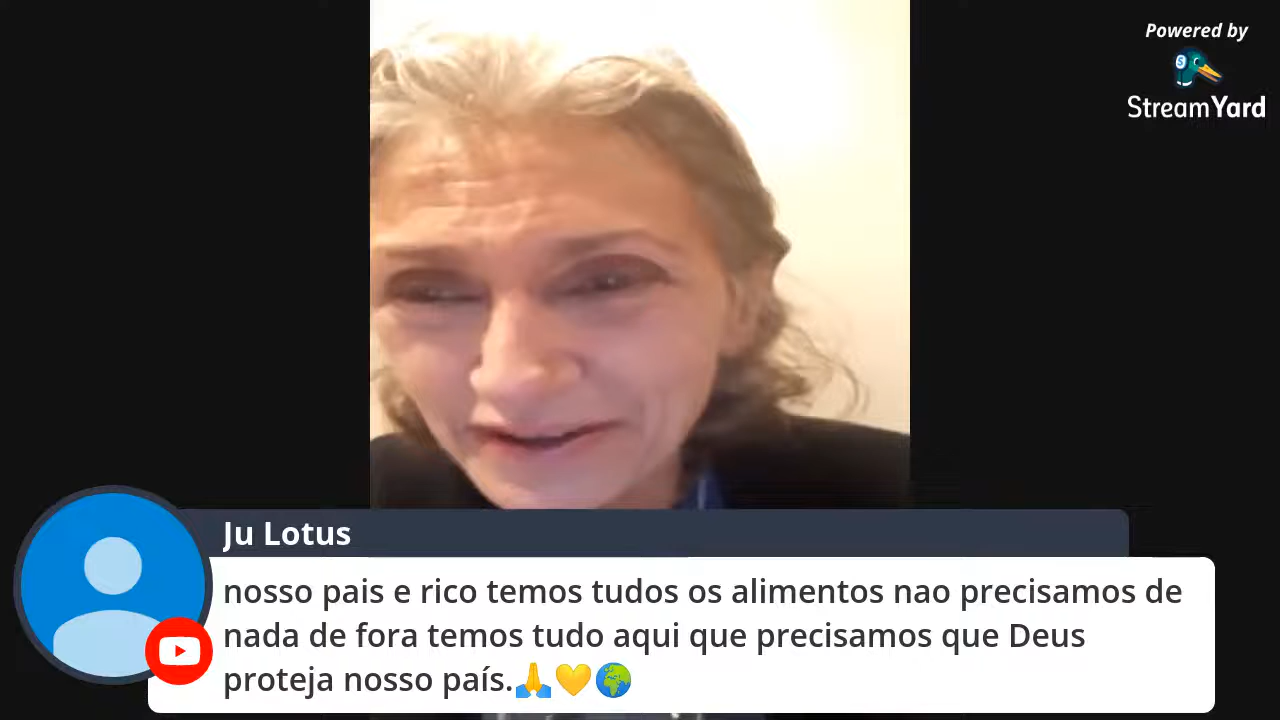 Powered by
StreamYard
Ju Lotus
nosso pais e rico temos tudos os alimentos nao precisamos de
nada de fora temos tudo aqui que precisamos que Deus
proteja nosso país.🙏💛🌍